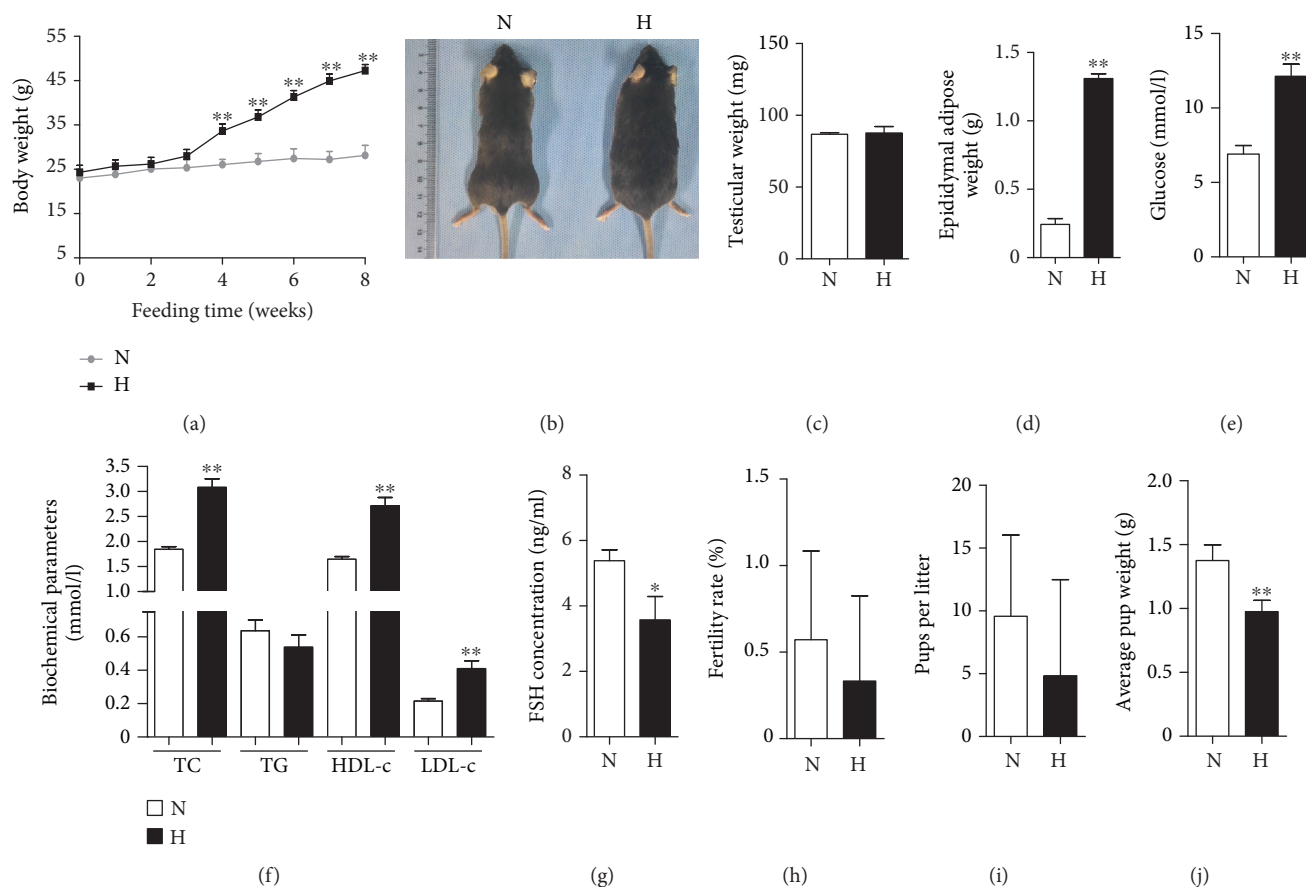 Body weight (g)
55
45
35
25
15
5
**
**
**
**
**
0
2
4
6
8
Feeding time (weeks)
N
H
(a)
N
H
(b)
Testicular weight (mg)
150
100
50
0
N
H
(c)
Epididymal adipose
weight (g)
1.5
1.0
0.5
0
**
N
H
(d)
Glucose (mmol/l)
15
10
5
0
**
N
H
(e)
Biochemical parameters
(mmol/l)
3.5
3.0
2.5
2.0
1.5
1.0
0.6
0.4
0.2
0
**
**
**
TC
TG
HDL-c
LDL-c
N
H
(f)
FSH concentration (ng/ml)
8
6
4
2
0
*
N
H
(g)
Fertility rate (%)
1.5
1.0
0.5
0
N
H
(h)
Pups per litter
20
15
10
5
0
N
H
(i)
Average pup weight (g)
2.0
1.5
1.0
0.5
0
**
N
H
(j)